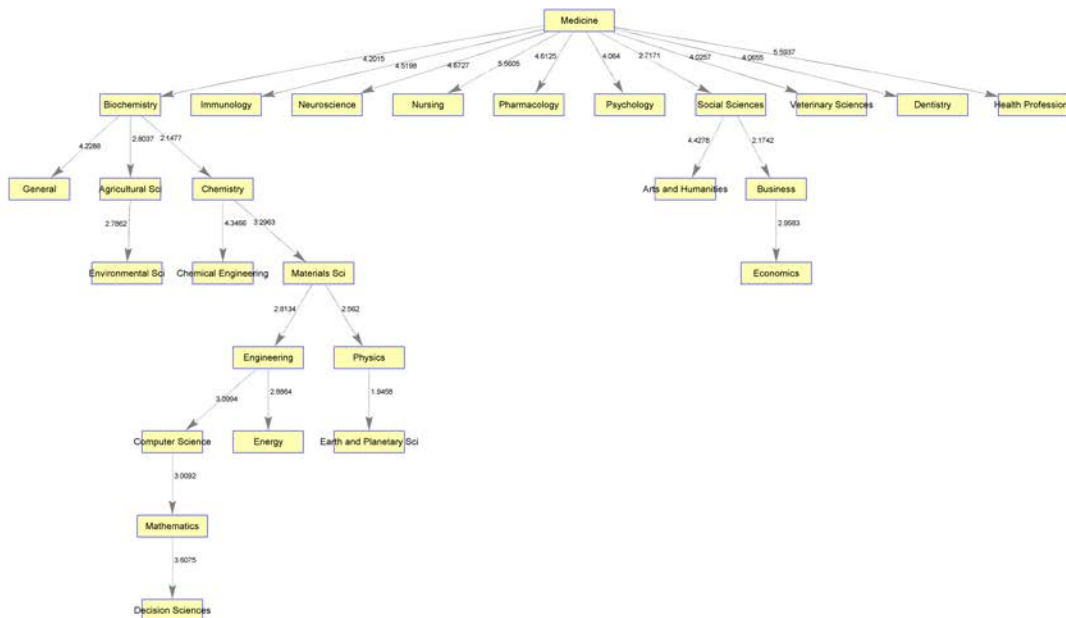 Medicine
4.2015
4.5198
4.6727
5.5605
4.6125
4.064
2.7171
4.0257
4.0655
5.5937
Biochemistry
Immunology
Neuroscience
Nursing
Pharmacology
Psychology
Social Sciences
Veterinary Sciences
Dentistry
Health Profession
4.2288
2.8037
2.1477
4.4278
2.1742
General
Agricultural Sci
Chemistry
Arts and Humanities
Business
2.7862
4.3466
3.2963
2.9583
Environmental Sci
Chemical Engineering
Materials Sci
Economics
2.8134
2.562
Engineering
Physics
3.0994
2.8864
1.9458
Computer Science
Energy
Earth and Planetary Sci
3.0092
Mathematics
3.6075
Decision Sciences